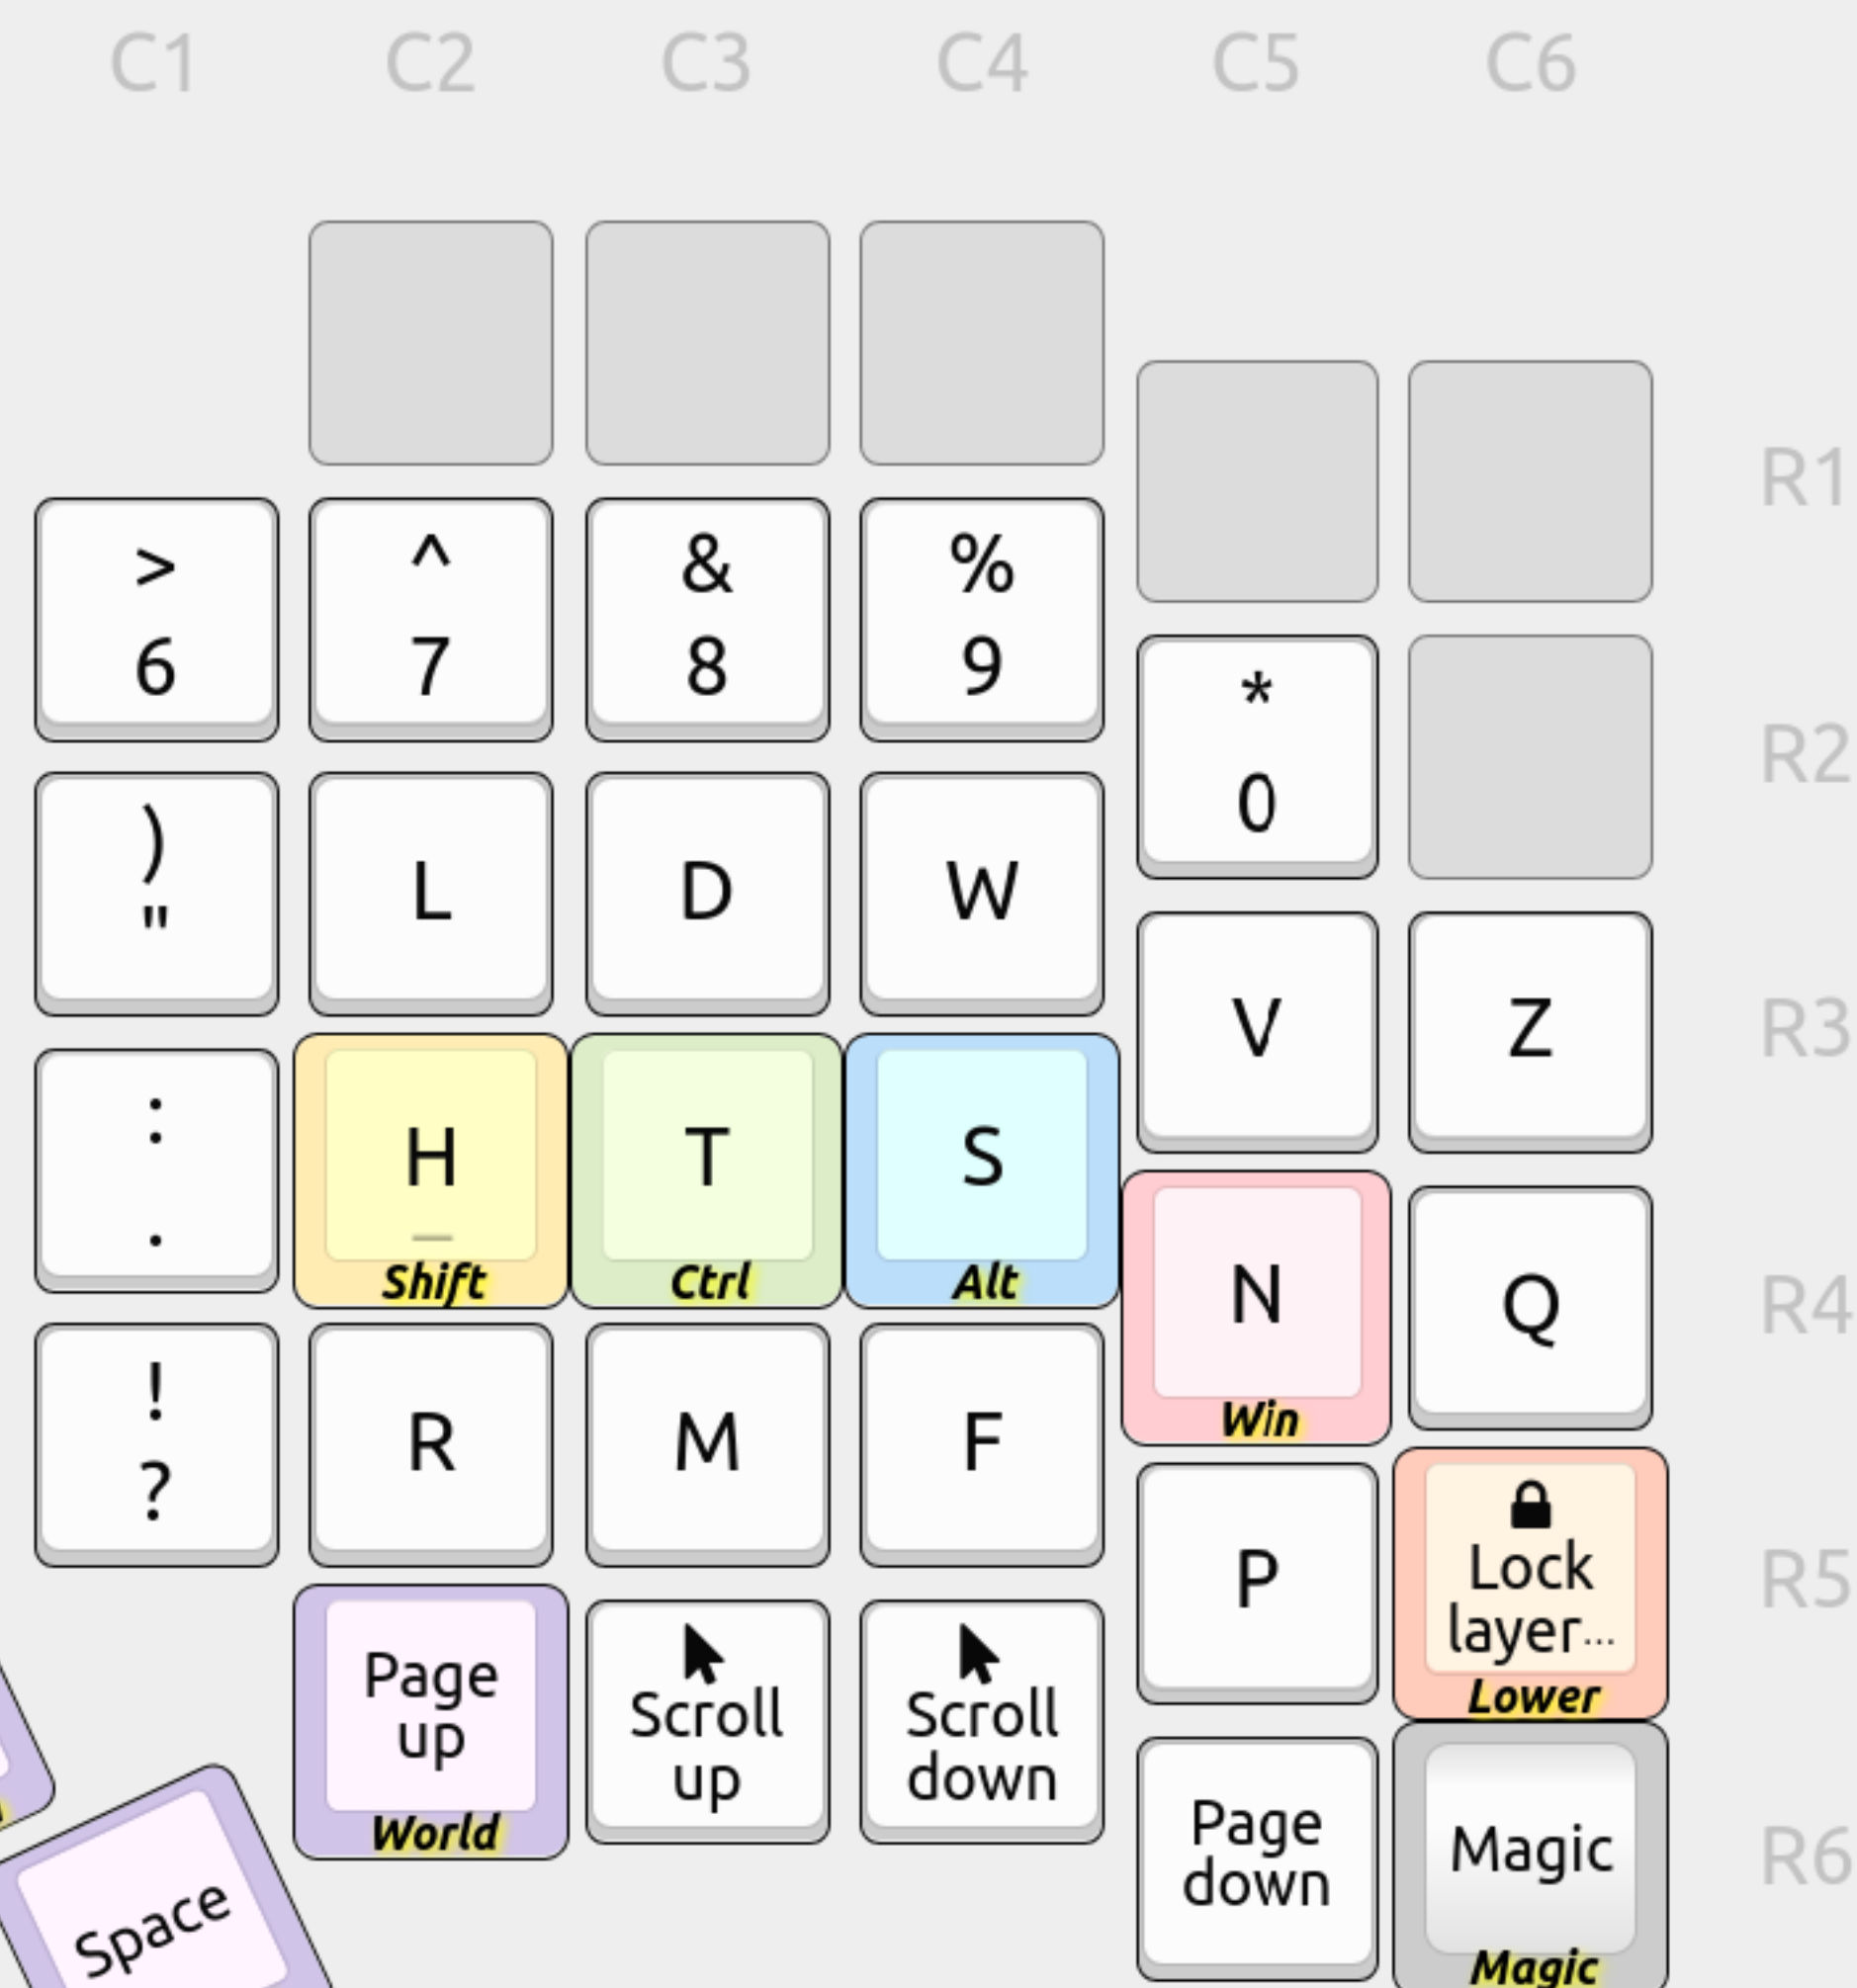 C1 C2 C3 C4 C5 C6
R1
> ^ & %
6 7 8 9
*
0
R2
) L D W
"
V Z R3
:
.
H T S
_
Shift Ctrl Alt
N Q R4
Win
!
?
R M F
P
Lock
layer...
R5
Lower
Page
up
World
Scroll
up
Scroll
down
Page
down
Magic
R6
Magic
Space